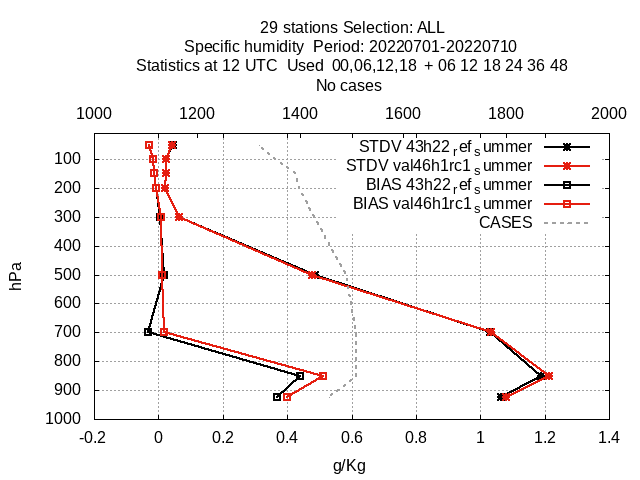 29 stations Selection: ALL
Specific humidity  Period: 20220701-20220710
Statistics at 12 UTC  Used  00,06,12,18  + 06 12 18 24 36 48
No cases
1000 1200 1400 1600 1800 2000
STDV 43h22_ref_summer
STDV val46h1rc1_summer
BIAS 43h22_ref_summer
BIAS val46h1rc1_summer
CASES
100
200
300
400
500
600
700
800
900
1000
hPa
-0.2 0 0.2 0.4 0.6 0.8 1 1.2 1.4
g/Kg